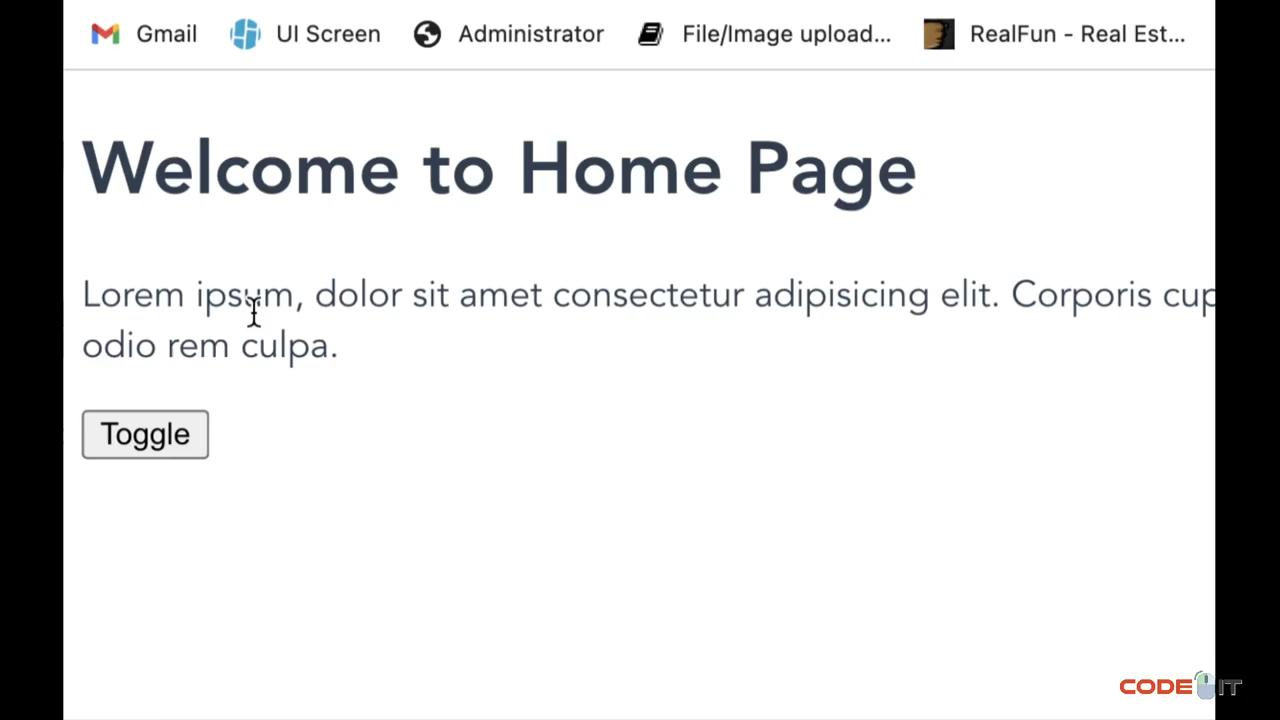 Gmail UI Screen Administrator File/Image upload... RealFun - Real Est...
Welcome to Home Page
Lorem ipsum, dolor sit amet consectetur adipisicing elit. Corporis cup
odio rem culpa.
Toggle
CODE IT